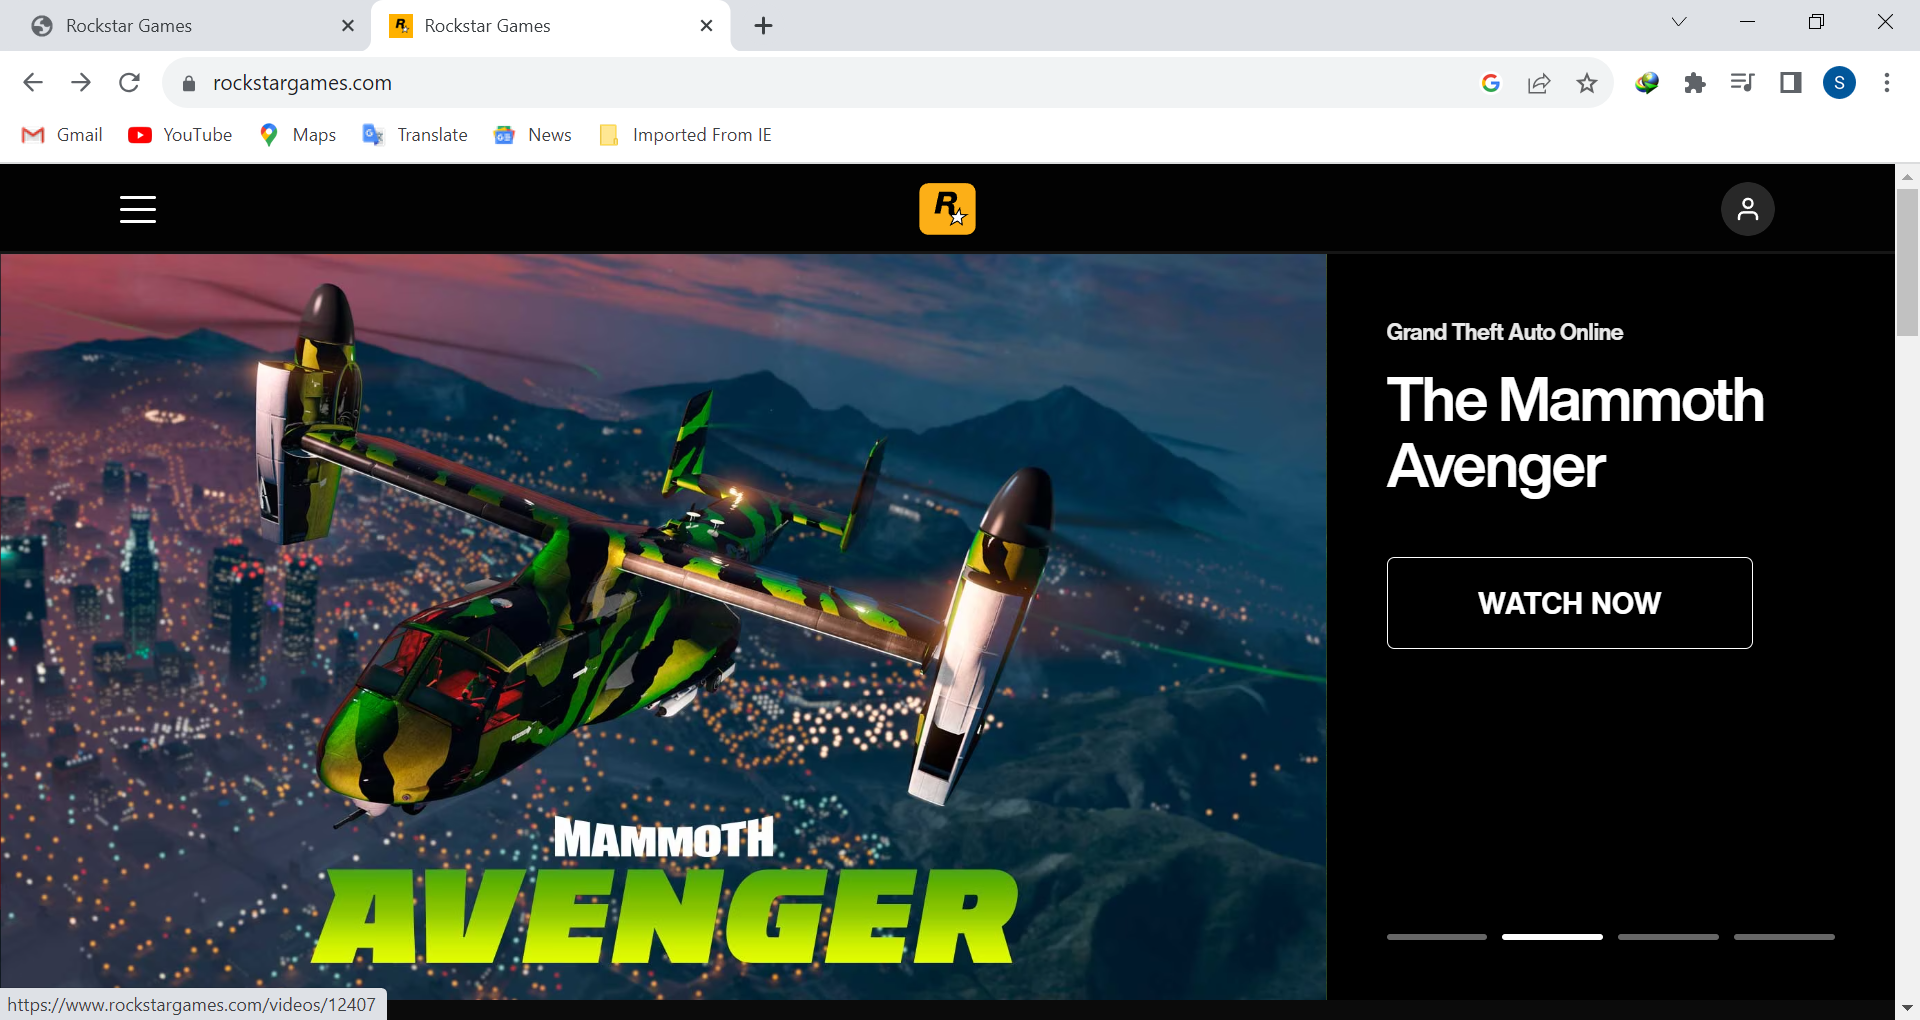 Rockstar Games
Rockstar Games
rockstargames.com
S
Gmail
YouTube
Maps
Translate
News
Imported From IE
R
Grand Theft Auto Online
The Mammoth
Avenger
WATCH NOW
MAMMOTH
AVENGER
https://www.rockstargames.com/videos/12407